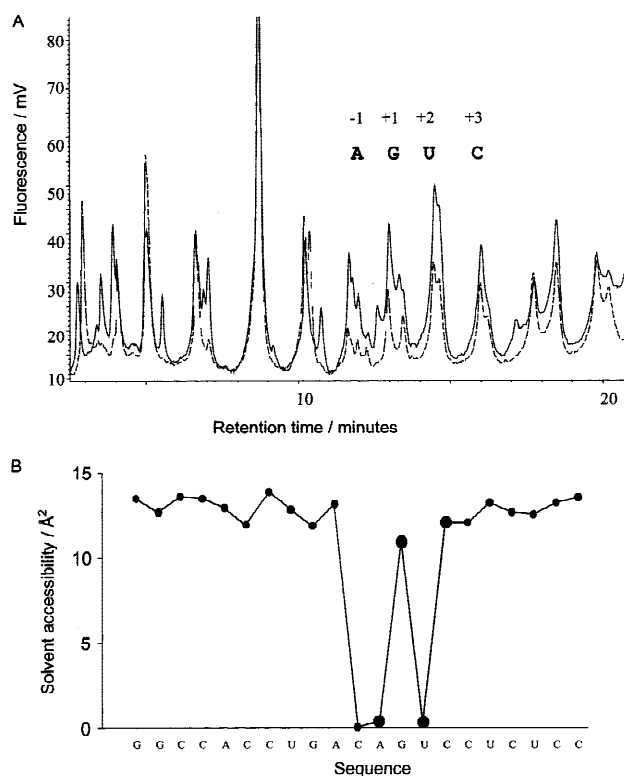 A
Fluorescence / mV
80
70
60
50
40
30
20
10
-1 +1 +2 +3
A G U C
10 20
Retention time / minutes
B
Solvent accessibility / Å²
15
10
5
0
G G C C A C C U G A C A G U C C U C U C C
Sequence